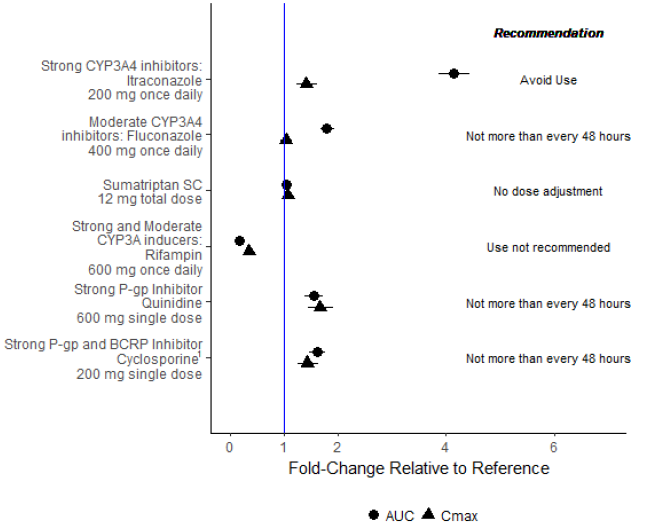 Recommendation
Strong CYP3A4 inhibitors:
Itraconazole
200 mg once daily
Avoid Use
Moderate CYP3A4
inhibitors: Fluconazole
400 mg once daily
Not more than every 48 hours
Sumatriptan SC
12 mg total dose
No dose adjustment
Strong and Moderate
CYP3A inducers:
Rifampin
600 mg once daily
Use not recommended
Strong P-gp Inhibitor
Quinidine
600 mg single dose
Not more than every 48 hours
Strong P-gp and BCRP Inhibitor
Cyclosporine¹
200 mg single dose
Not more than every 48 hours
0 1 2 4 6
Fold-Change Relative to Reference
AUC Cmax